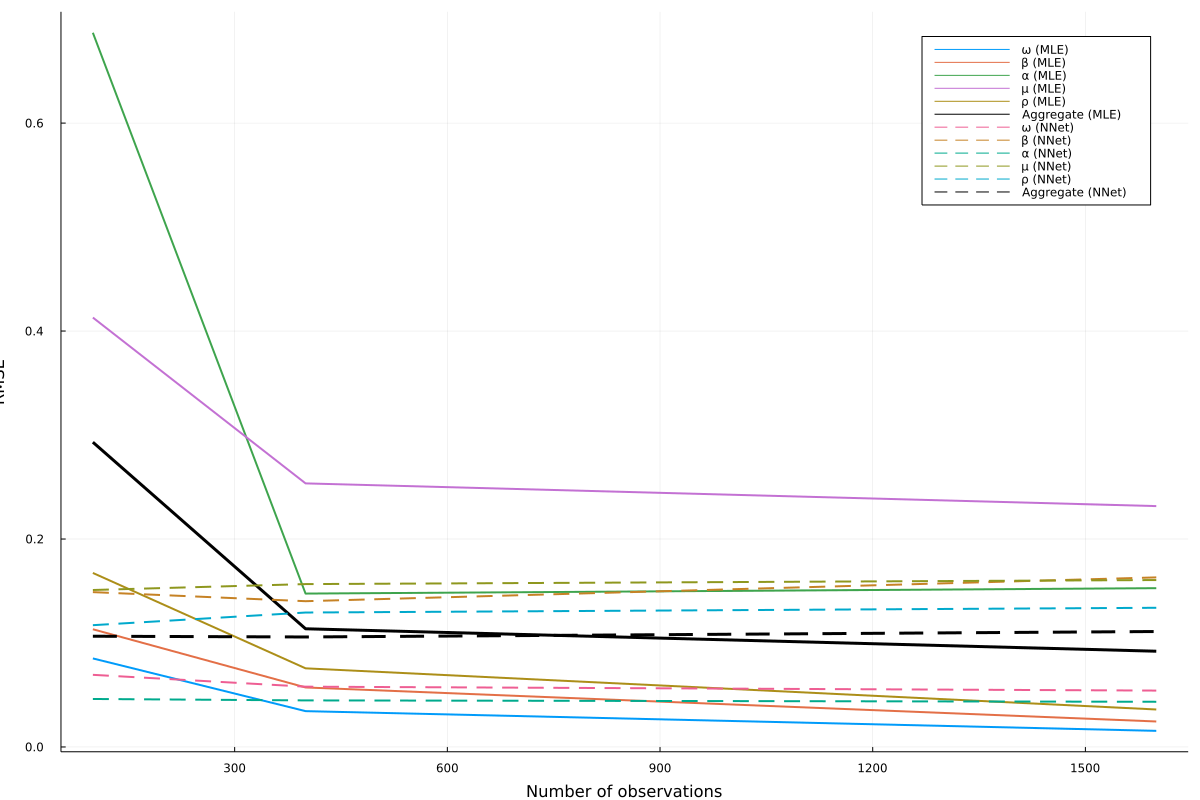 0.6
0.4
0.2
0.0
300
600
900
1200
1500
Number of observations
ω (MLE)
β (MLE)
α (MLE)
μ (MLE)
ρ (MLE)
Aggregate (MLE)
ω (NNet)
β (NNet)
α (NNet)
μ (NNet)
ρ (NNet)
Aggregate (NNet)